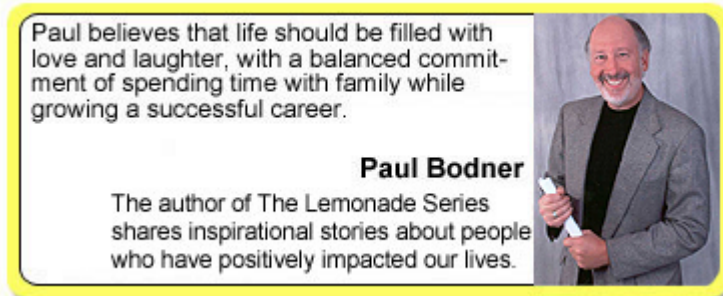 Paul believes that life should be filled with
love and laughter, with a balanced commit-
ment of spending time with family while
growing a successful career.
Paul Bodner
The author of The Lemonade Series
shares inspirational stories about people
who have positively impacted our lives.